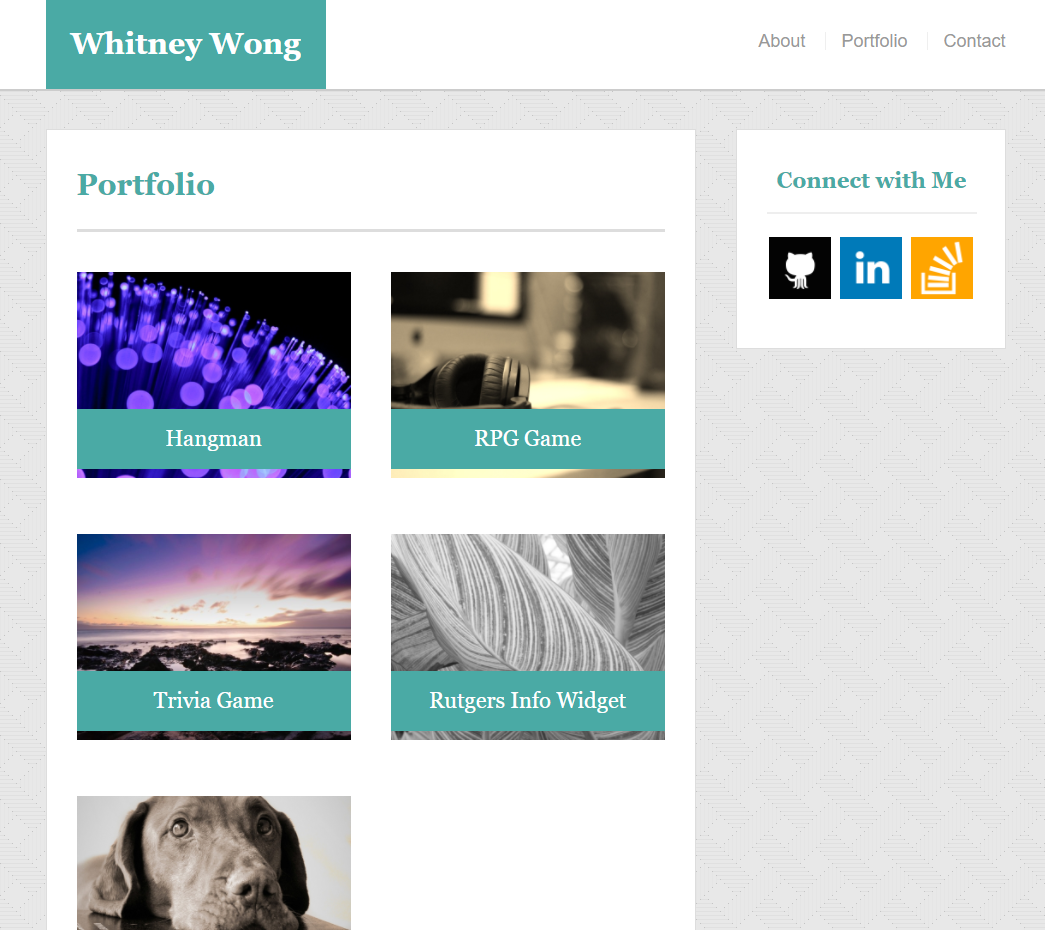 Whitney Wong
About
Portfolio
Contact
Portfolio
Connect with Me
in
Hangman
RPG Game
Trivia Game
Rutgers Info Widget